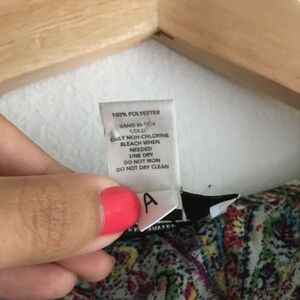 100% POLYESTER
HAND WASH
COLD
ONLY NON-CHLORINE
BLEACH WHEN
NEEDED
LINE DRY
DO NOT IRON
DO NOT DRY CLEAN
A